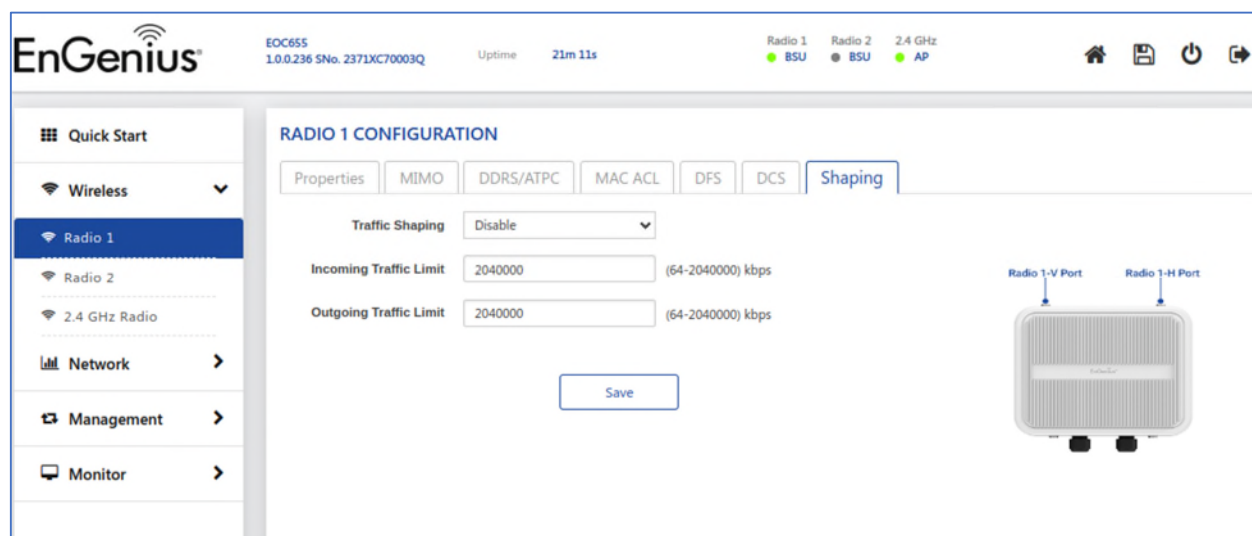 EnGenius®
EOC655
1.0.0.236 SNo. 2371XC70003Q
Uptime 21m 11s
Radio 1 Radio 2 2.4 GHz
BSU BSU AP
Quick Start
Wireless
Radio 1
Radio 2
2.4 GHz Radio
Network
Management
Monitor
RADIO 1 CONFIGURATION
Properties MIMO DDRS/ATPC MAC ACL DFS DCS Shaping
Traffic Shaping Disable
Incoming Traffic Limit 2040000 (64-2040000) kbps
Outgoing Traffic Limit 2040000 (64-2040000) kbps
Save
Radio 1-V Port Radio 1-H Port
EnGenius